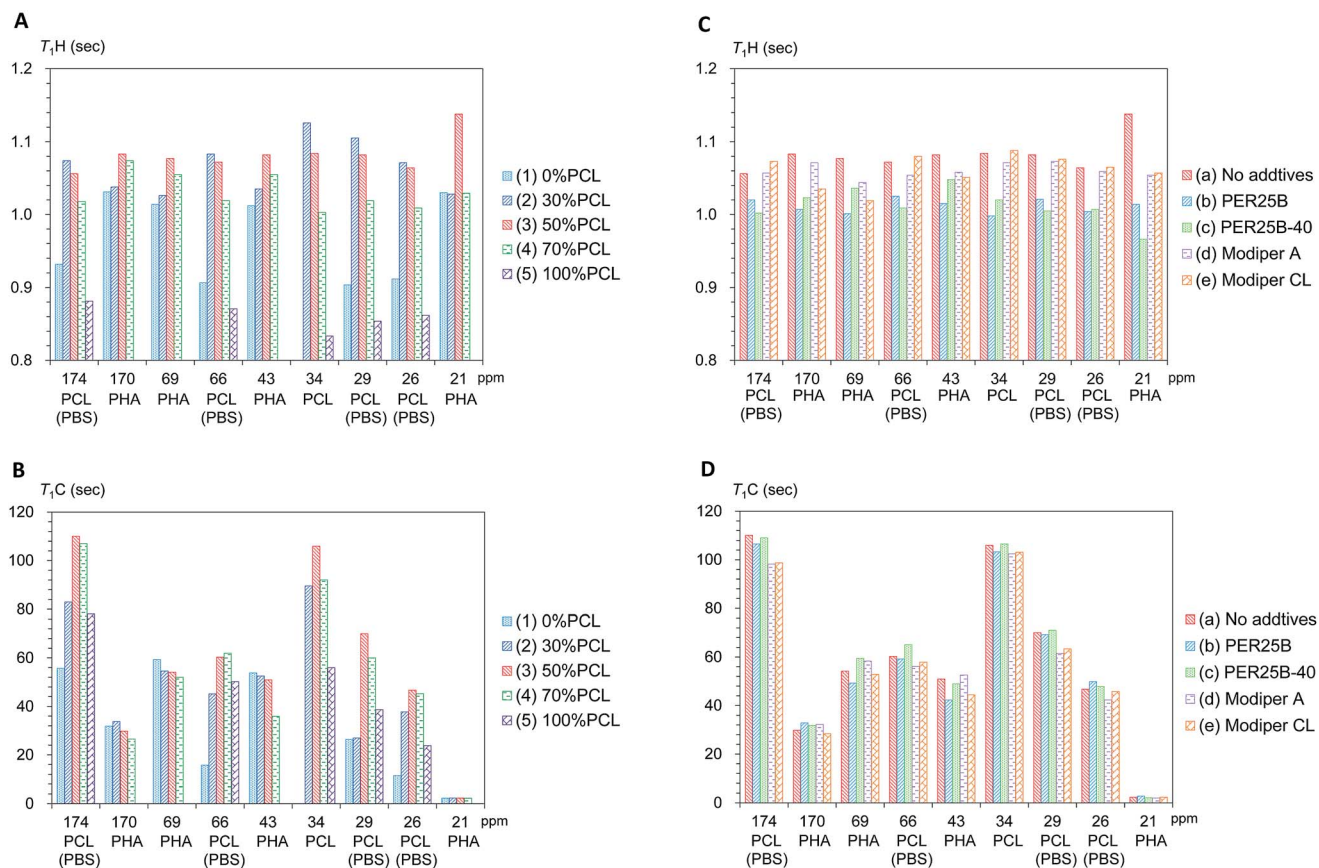 A
T₁H (sec)
1.2
1.1
1.0
0.9
0.8
174 170 69 66 43 34 29 26 21 ppm
PCL PHA PHA PCL PHA PCL PCL PCL PHA
(PBS) (PBS) (PBS) (PBS)
(1) 0%PCL
(2) 30%PCL
(3) 50%PCL
(4) 70%PCL
(5) 100%PCL
C
T₁H (sec)
1.2
1.1
1.0
0.9
0.8
174 170 69 66 43 34 29 26 21 ppm
PCL PHA PHA PCL PHA PCL PCL PCL PHA
(PBS) (PBS) (PBS) (PBS)
(a) No addtives
(b) PER25B
(c) PER25B-40
(d) Modiper A
(e) Modiper CL
B
T₁C (sec)
120
100
80
60
40
20
0
174 170 69 66 43 34 29 26 21 ppm
PCL PHA PHA PCL PHA PCL PCL PCL PHA
(PBS) (PBS) (PBS) (PBS)
(1) 0%PCL
(2) 30%PCL
(3) 50%PCL
(4) 70%PCL
(5) 100%PCL
D
T₁C (sec)
120
100
80
60
40
20
0
174 170 69 66 43 34 29 26 21 ppm
PCL PHA PHA PCL PHA PCL PCL PCL PHA
(PBS) (PBS) (PBS) (PBS)
(a) No addtives
(b) PER25B
(c) PER25B-40
(d) Modiper A
(e) Modiper CL